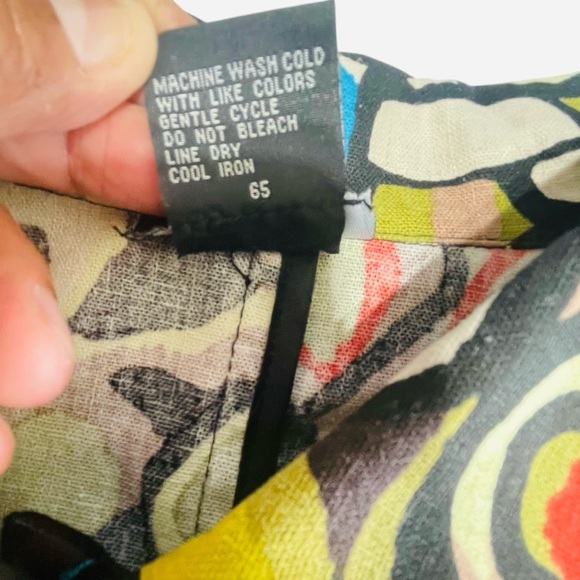 MACHINE WASH COLD
WITH LIKE COLORS
GENTLE CYCLE
DO NOT BLEACH
LINE DRY
COOL IRON
65